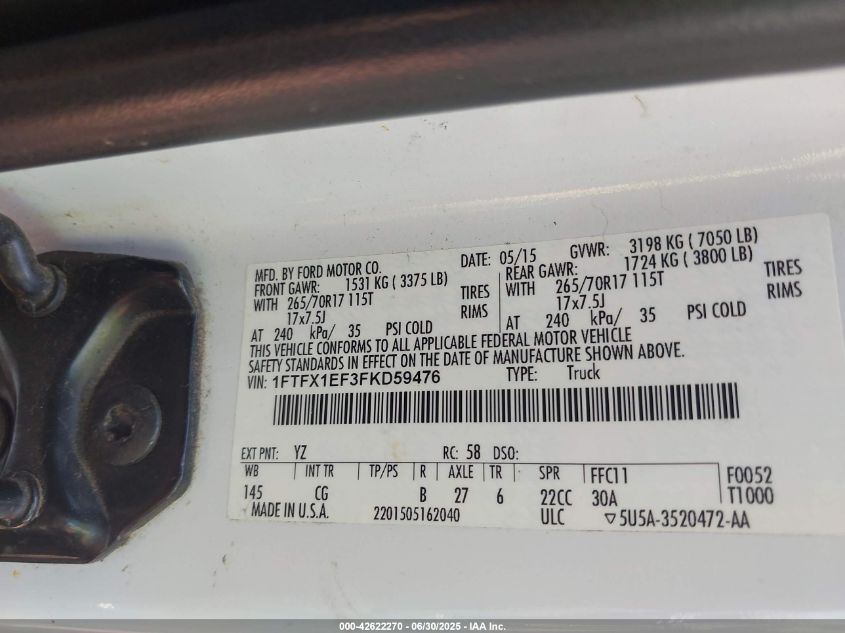 MFD. BY FORD MOTOR CO. DATE: 05/15 GVWR: 3198 KG ( 7050 LB)
FRONT GAWR: 1531 KG ( 3375 LB) REAR GAWR: 1724 KG ( 3800 LB)
WITH 265/70R17 115T TIRES WITH 265/70R17 115T TIRES
17x7.5J RIMS 17x7.5J RIMS
AT 240 kPa/ 35 PSI COLD AT 240 kPa/ 35 PSI COLD
THIS VEHICLE CONFORMS TO ALL APPLICABLE FEDERAL MOTOR VEHICLE
SAFETY STANDARDS IN EFFECT ON THE DATE OF MANUFACTURE SHOWN ABOVE.
VIN: 1FTFX1EF3FKD59476 TYPE: Truck
EXT PNT: YZ RC: 58 DSO:
WB INT TR TP/PS R AXLE TR SPR FFC11 F0052
145 CG B 27 6 22CC 30A T1000
MADE IN U.S.A. 2201505162040 ULC ▽5U5A-3520472-AA
000-42622270 - 06/30/2025 - IAA Inc.